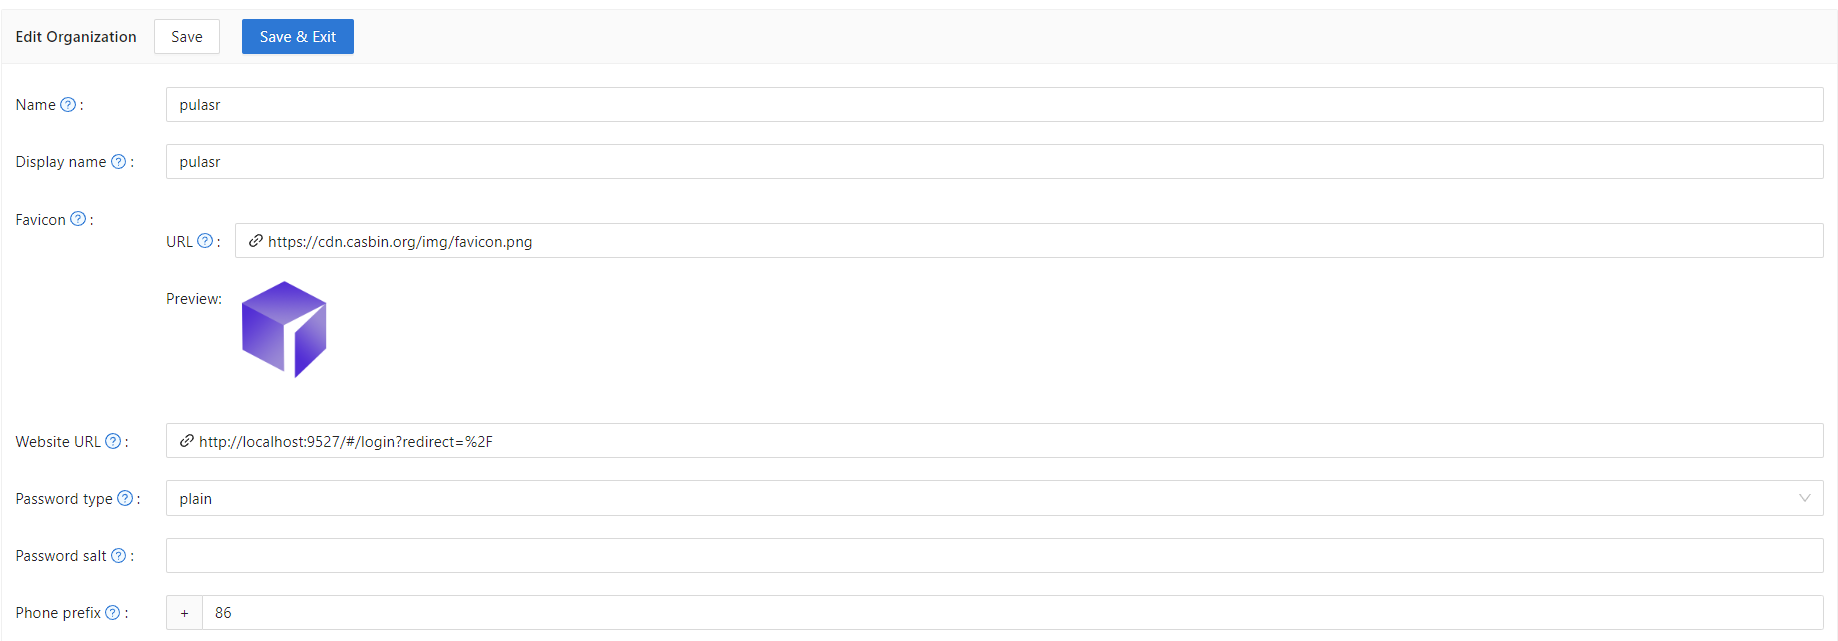 Edit Organization Save Save & Exit
Name ? : pulasr
Display name ? : pulasr
Favicon ? :
URL ? : https://cdn.casbin.org/img/favicon.png
Preview:
Website URL ? : http://localhost:9527/#/login?redirect=%2F
Password type ? : plain
Password salt ? :
Phone prefix ? : + 86